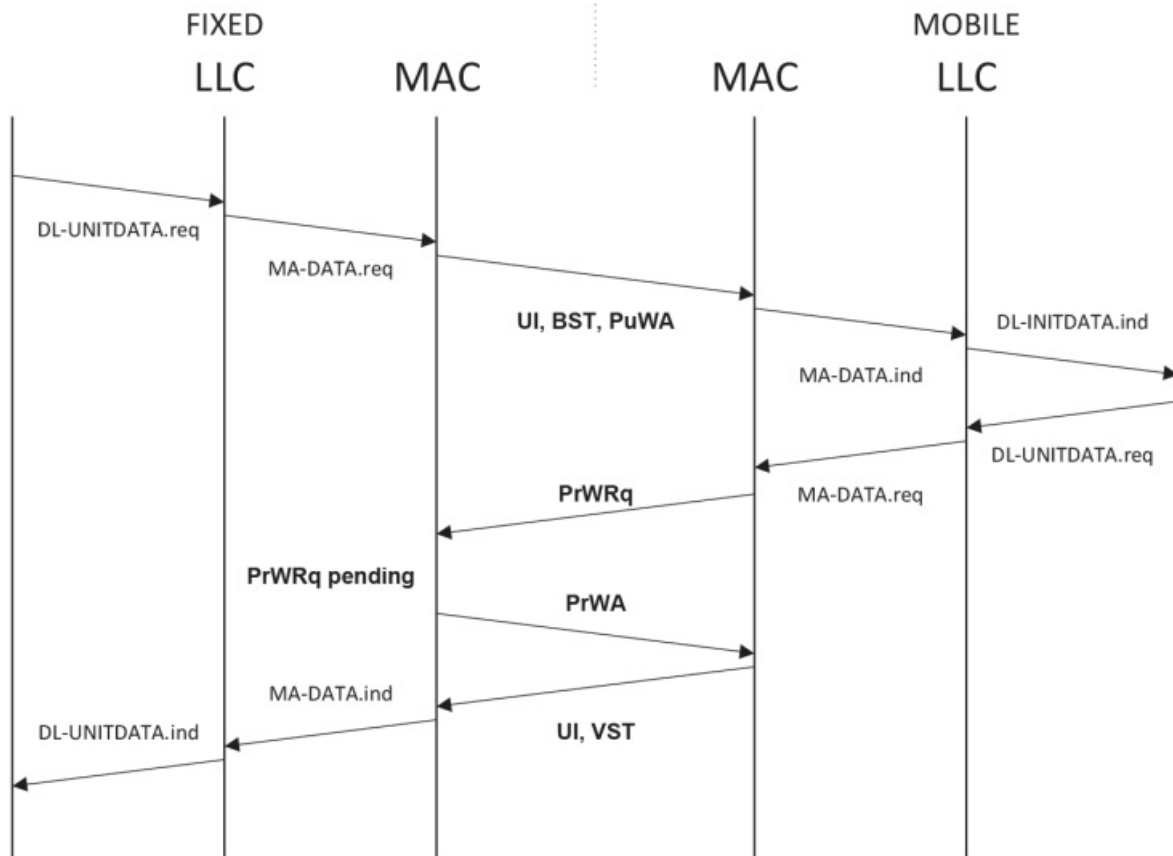 FIXED
MOBILE
LLC
MAC
MAC
LLC
DL-UNITDATA.req
MA-DATA.req
UI, BST, PuWA
DL-INITDATA.ind
MA-DATA.ind
DL-UNITDATA.req
PrWRq
MA-DATA.req
PrWRq pending
PrWA
MA-DATA.ind
DL-UNITDATA.ind
UI, VST